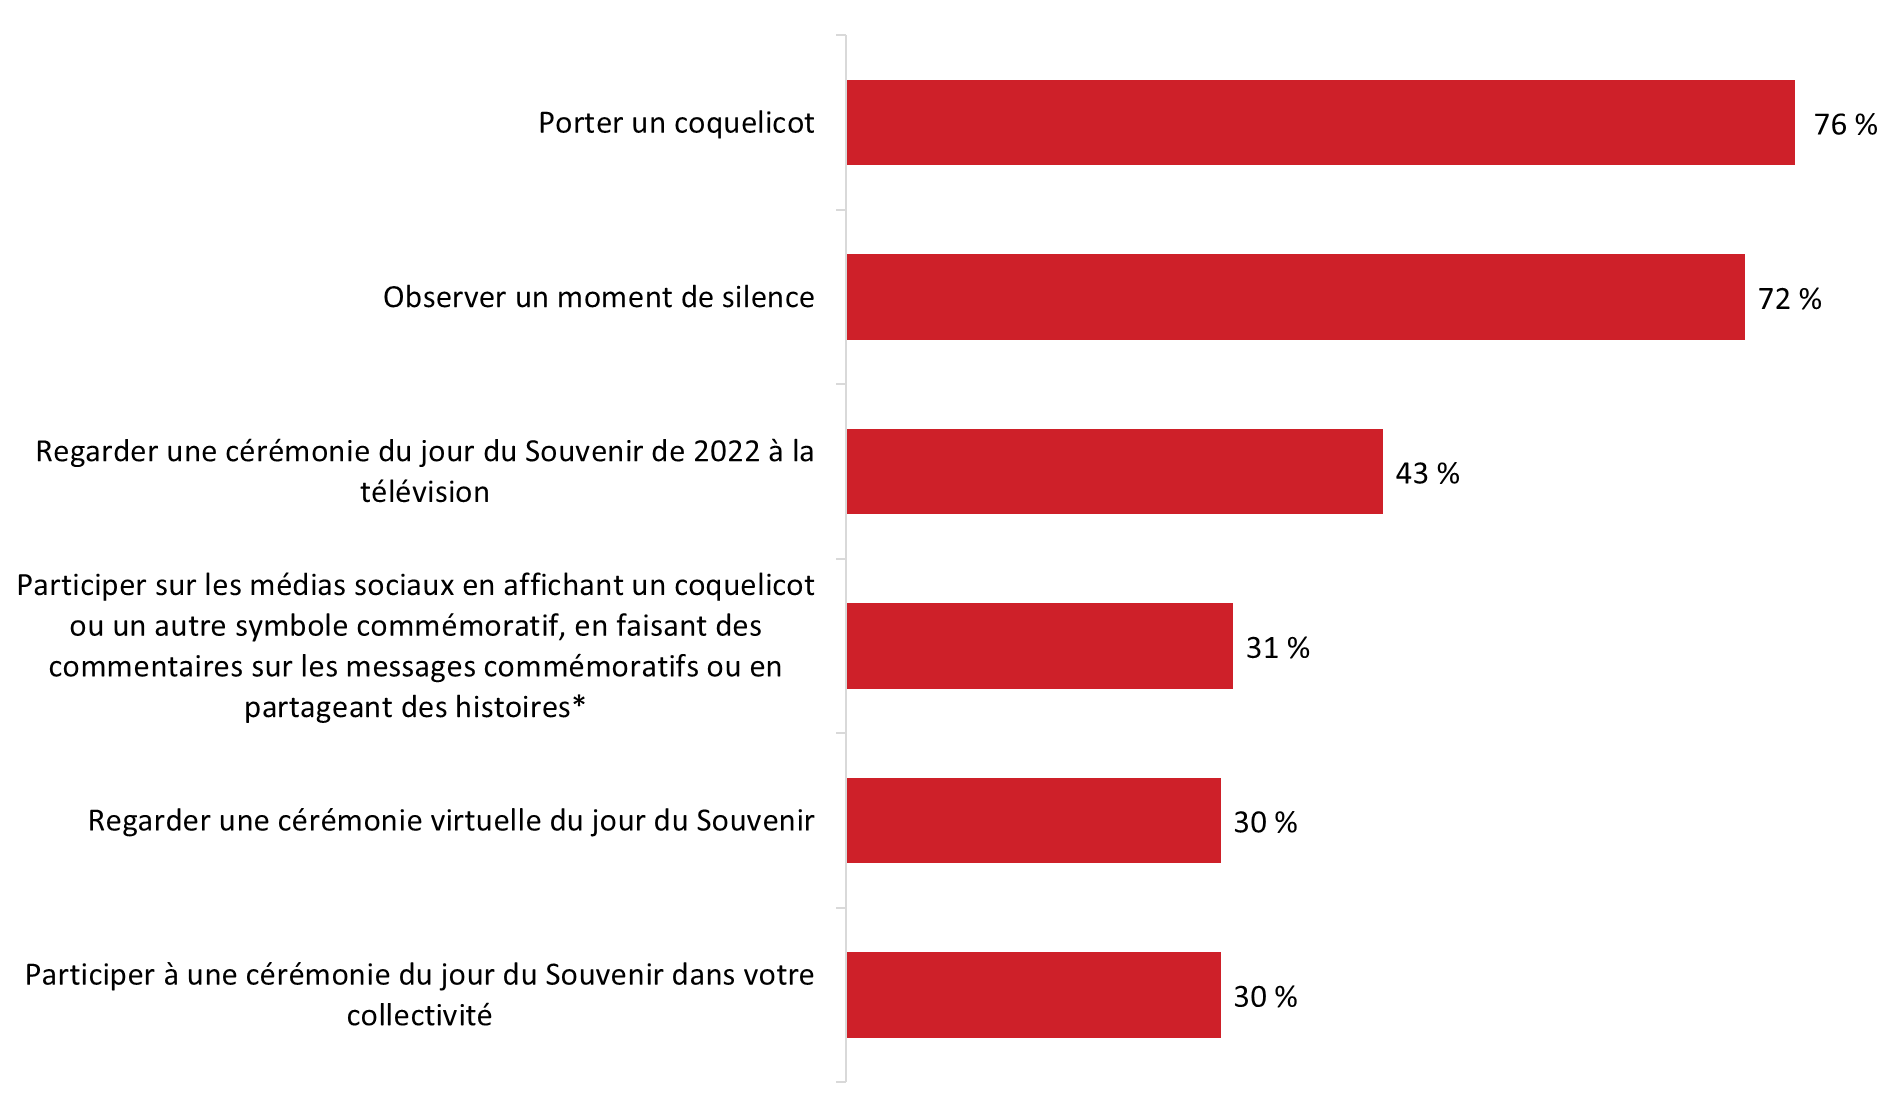 Porter un coquelicot
76 %
Observer un moment de silence
72 %
Regarder une cérémonie du jour du Souvenir de 2022 à la
télévision
43 %
Participer sur les médias sociaux en affichant un coquelicot
ou un autre symbole commémoratif, en faisant des
commentaires sur les messages commémoratifs ou en
partageant des histoires*
31 %
Regarder une cérémonie virtuelle du jour du Souvenir
30 %
Participer à une cérémonie du jour du Souvenir dans votre
collectivité
30 %